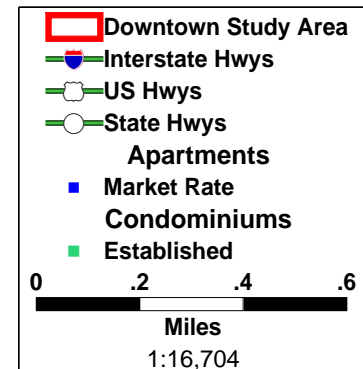 Downtown Study Area
Interstate Hwys
US Hwys
State Hwys
Apartments
Market Rate
Condominiums
Established
0 .2 .4 .6
Miles
1:16,704